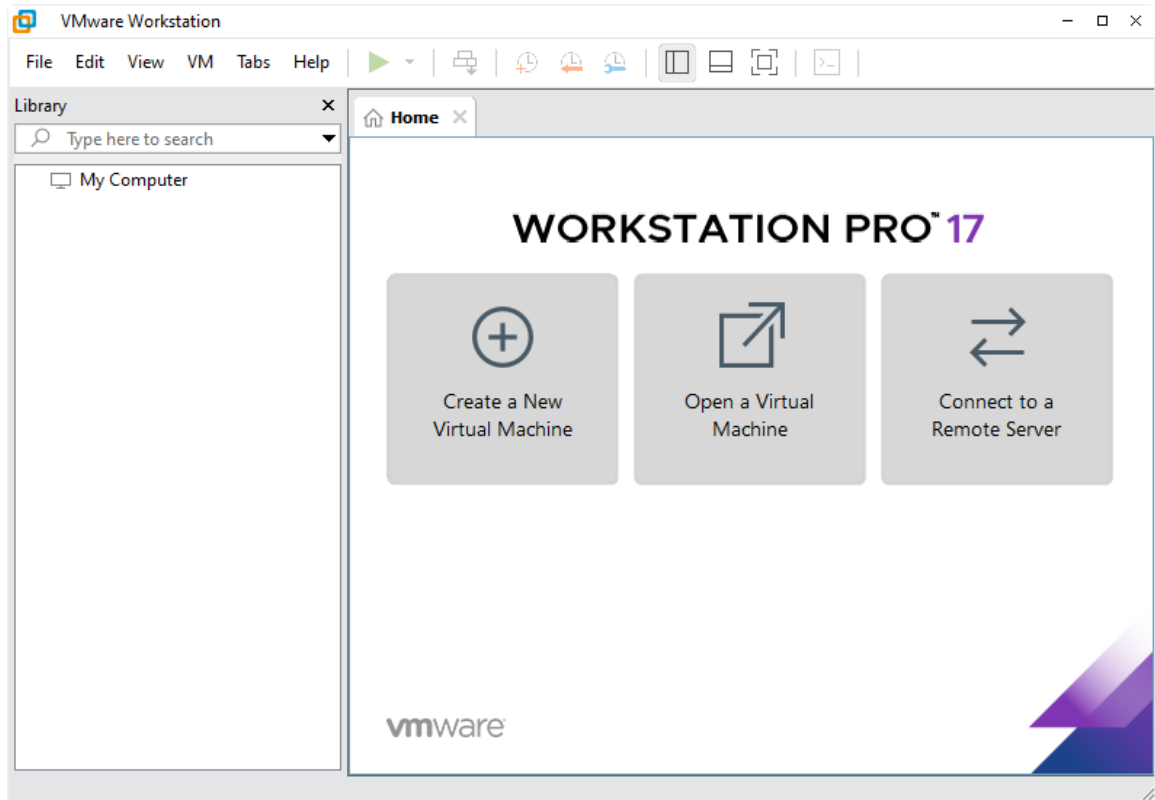 VMware Workstation
File Edit View VM Tabs Help
Library
Home
Type here to search
My Computer
WORKSTATION PRO™ 17
Create a New
Virtual Machine
Open a Virtual
Machine
Connect to a
Remote Server
vmware